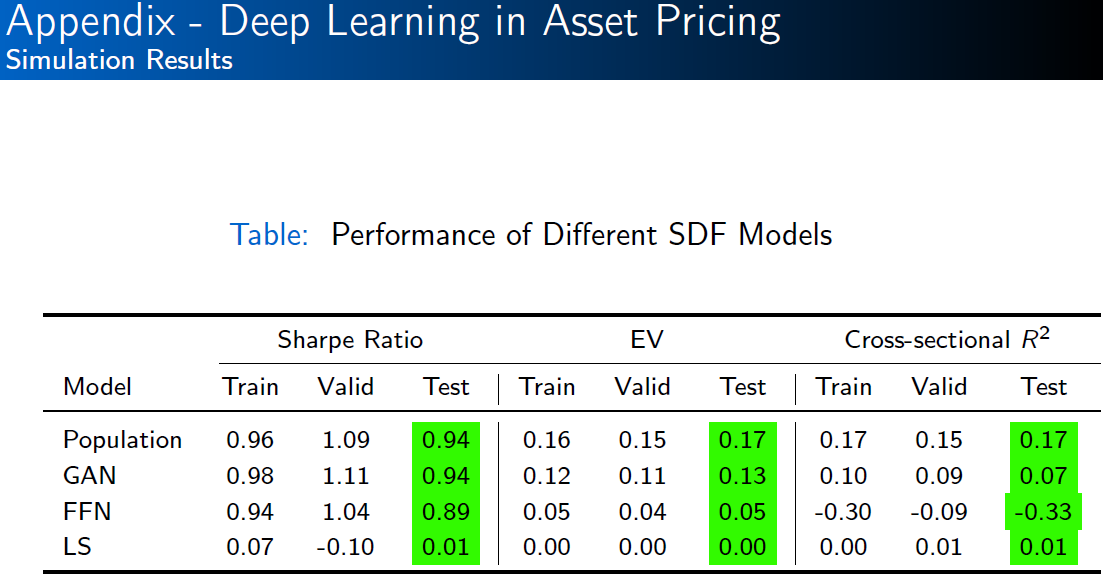 Appendix - Deep Learning in Asset Pricing
Simulation Results
Table: Performance of Different SDF Models
Sharpe Ratio EV Cross-sectional R²
Model Train Valid Test Train Valid Test Train Valid Test
Population 0.96 1.09 0.94 0.16 0.15 0.17 0.17 0.15 0.17
GAN 0.98 1.11 0.94 0.12 0.11 0.13 0.10 0.09 0.07
FFN 0.94 1.04 0.89 0.05 0.04 0.05 -0.30 -0.09 -0.33
LS 0.07 -0.10 0.01 0.00 0.00 0.00 0.00 0.01 0.01